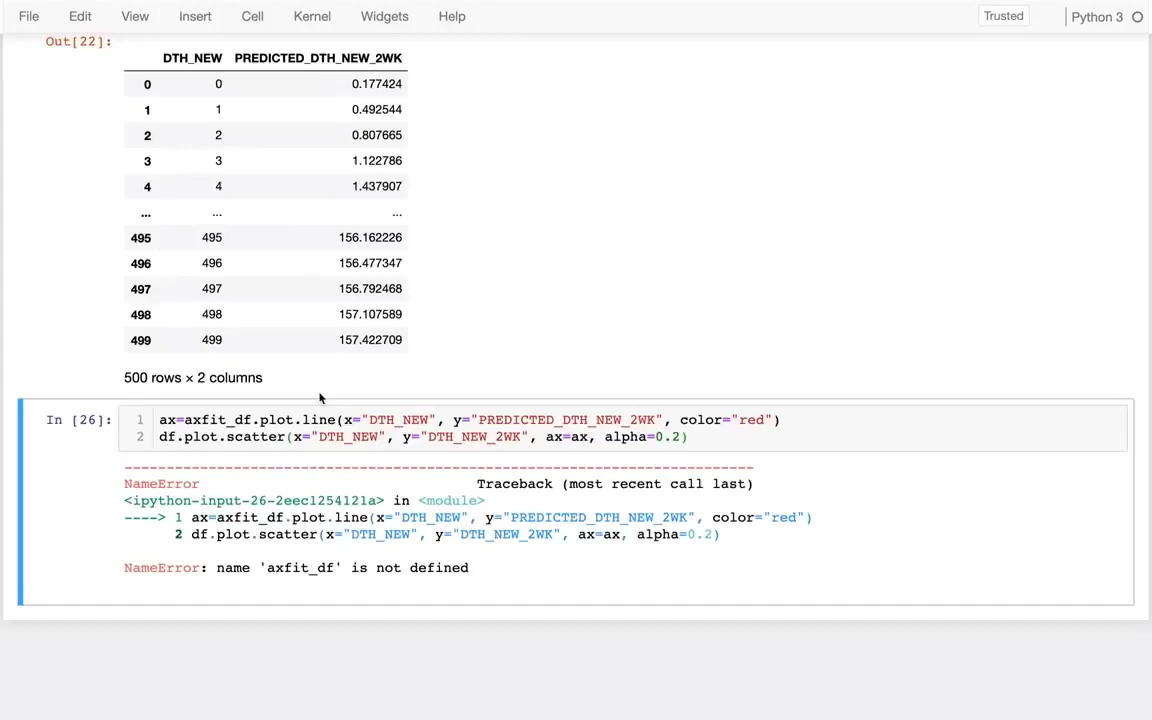 File Edit View Insert Cell Kernel Widgets Help Trusted Python 3
Out[22]:
DTH_NEW PREDICTED_DTH_NEW_2WK
0 0 0.177424
1 1 0.492544
2 2 0.807665
3 3 1.122786
4 4 1.437907
... ... ...
495 495 156.162226
496 496 156.477347
497 497 156.792468
498 498 157.107589
499 499 157.422709
500 rows × 2 columns
In [26]: 1 ax=axfit_df.plot.line(x="DTH_NEW", y="PREDICTED_DTH_NEW_2WK", color="red")
2 df.plot.scatter(x="DTH_NEW", y="DTH_NEW_2WK", ax=ax, alpha=0.2)
---------------------------------------------------------------------------
NameError Traceback (most recent call last)
<ipython-input-26-2eec1254121a> in <module>
----> 1 ax=axfit_df.plot.line(x="DTH_NEW", y="PREDICTED_DTH_NEW_2WK", color="red")
2 df.plot.scatter(x="DTH_NEW", y="DTH_NEW_2WK", ax=ax, alpha=0.2)
NameError: name 'axfit_df' is not defined